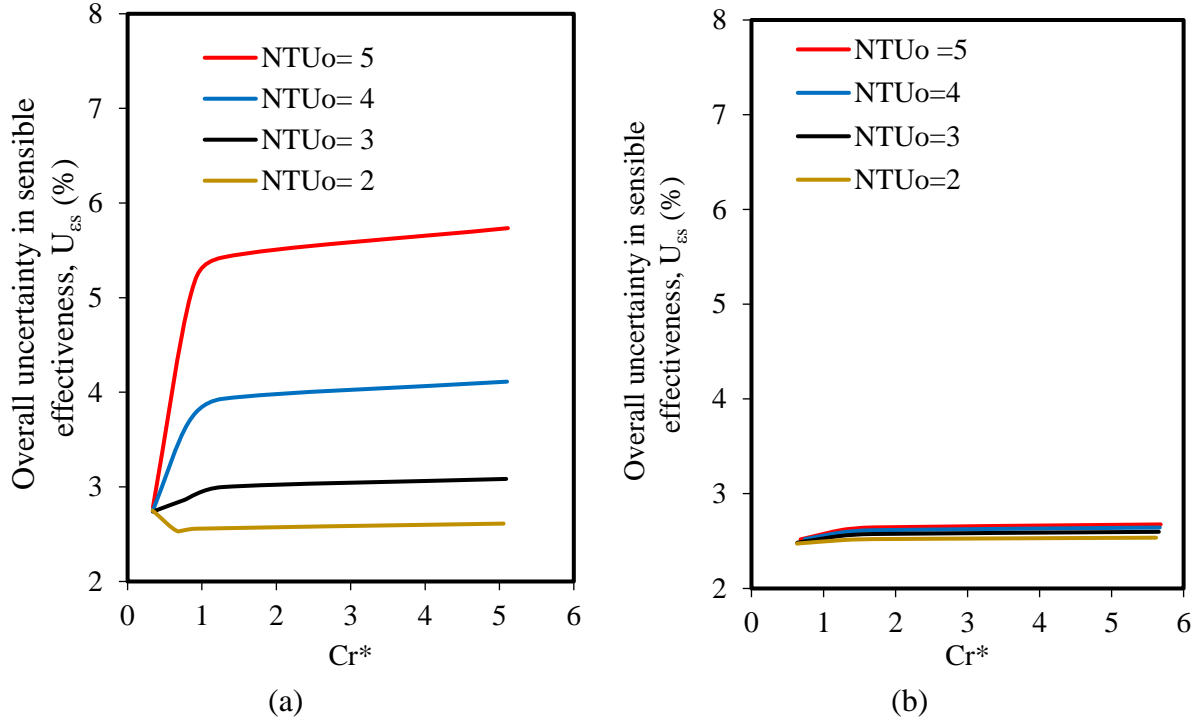 Overall uncertainty in sensible
effectiveness, Uεs (%)
8
7
6
5
4
3
2
NTUo= 5
NTUo= 4
NTUo= 3
NTUo= 2
0 1 2 3 4 5 6
Cr*
(a)
Overall uncertainty in sensible
effectiveness, Uεs (%)
8
7
6
5
4
3
2
NTUo =5
NTUo=4
NTUo=3
NTUo=2
0 1 2 3 4 5 6
Cr*
(b)